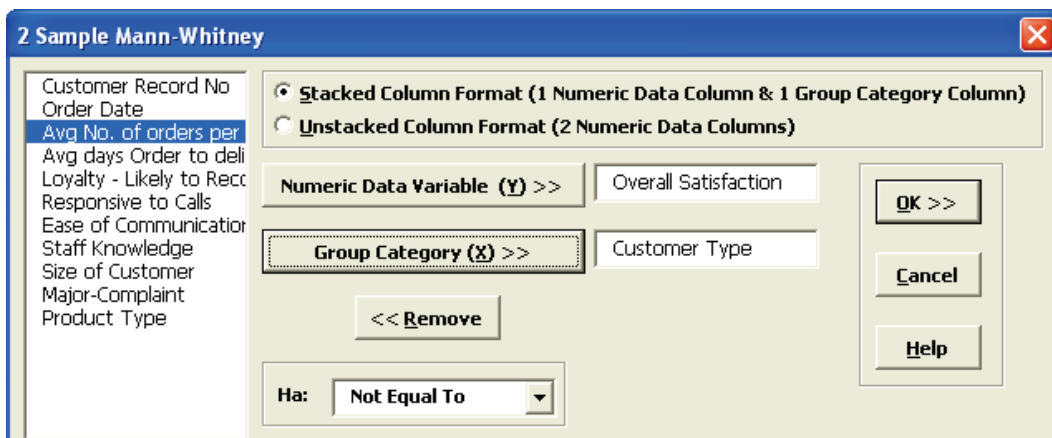 2 Sample Mann-Whitney
Customer Record No
Order Date
Avg No. of orders per
Avg days Order to deli
Loyalty - Likely to Reco
Responsive to Calls
Ease of Communication
Staff Knowledge
Size of Customer
Major-Complaint
Product Type
Stacked Column Format (1 Numeric Data Column & 1 Group Category Column)
Unstacked Column Format (2 Numeric Data Columns)
Numeric Data Variable (Y) >>
Overall Satisfaction
Group Category (X) >>
Customer Type
<< Remove
Ha:
Not Equal To
OK >>
Cancel
Help